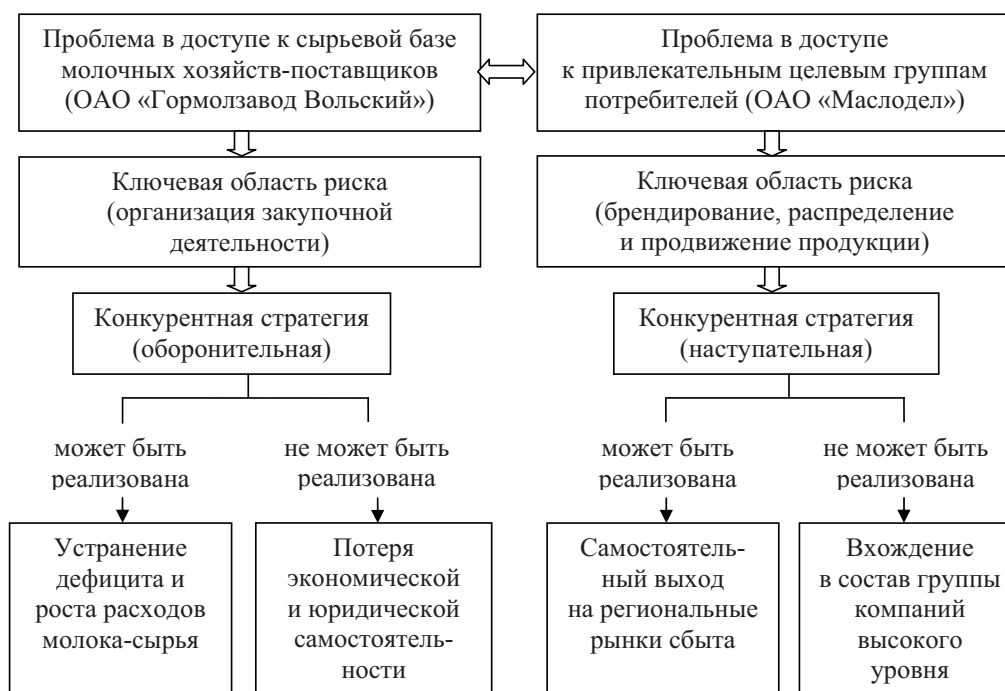 Проблема в доступе к сырьевой базе
молочных хозяйств-поставщиков
(ОАО «Гормолзавод Вольский»)
Проблема в доступе
к привлекательным целевым группам
потребителей (ОАО «Маслодел»)
Ключевая область риска
(организация закупочной
деятельности)
Ключевая область риска
(брендирование, распределение
и продвижение продукции)
Конкурентная стратегия
(оборонительная)
Конкурентная стратегия
(наступательная)
может быть
реализована
не может быть
реализована
может быть
реализована
не может быть
реализована
Устранение
дефицита и
роста расходов
молока-сырья
Потеря
экономической
и юридической
самостоятель-
ности
Самостоятель-
ный выход
на региональные
рынки сбыта
Вхождение
в состав группы
компаний
высокого
уровня